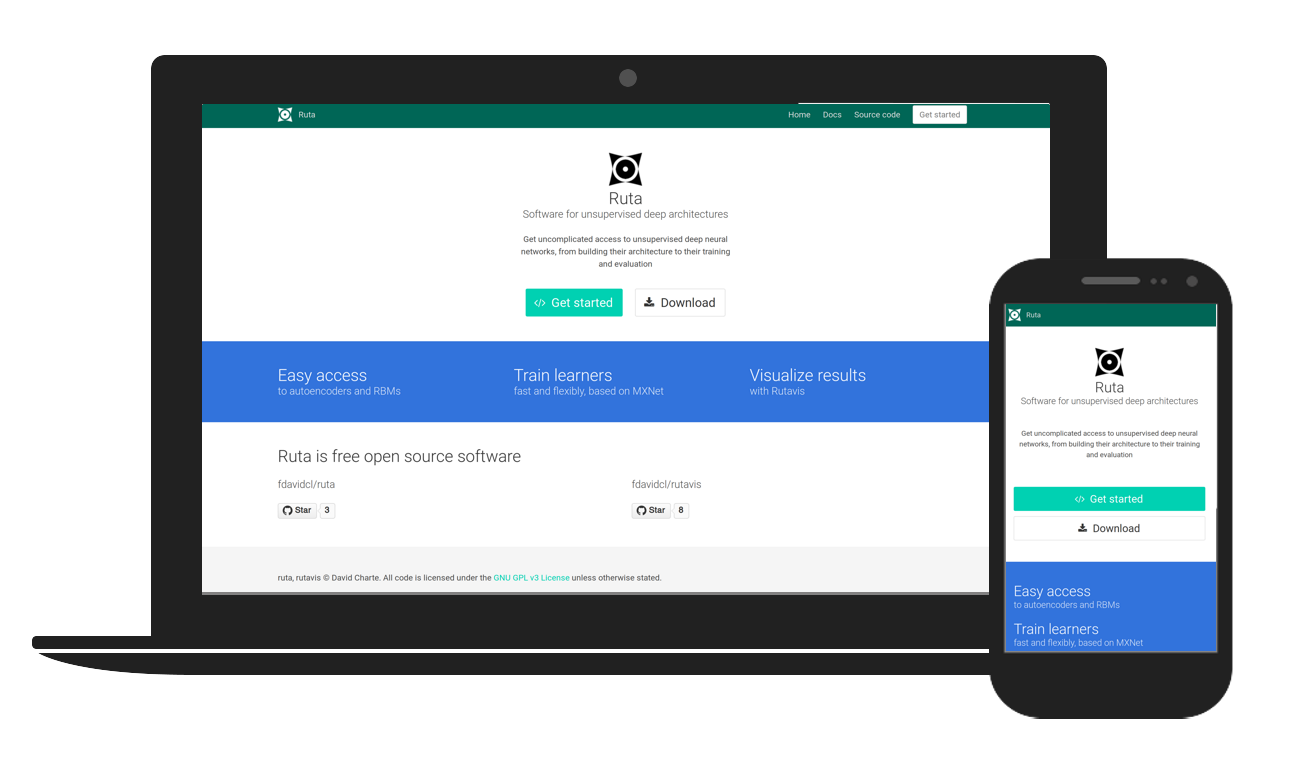 Ruta
Home Docs Source code Get started
Ruta
Software for unsupervised deep architectures
Get uncomplicated access to unsupervised deep neural
networks, from building their architecture to their training
and evaluation
Get started Download
Easy access Train learners Visualize results
to autoencoders and RBMs fast and flexibly, based on MXNet with Rutavis
Ruta is free open source software
fdavidcl/ruta fdavidcl/rutavis
Star 3 Star 8
ruta, rutavis © David Charte. All code is licensed under the GNU GPL v3 License unless otherwise stated.
Ruta
Ruta
Software for unsupervised deep architectures
Get uncomplicated access to unsupervised deep neural
networks, from building their architecture to their training
and evaluation
Get started
Download
Easy access
to autoencoders and RBMs
Train learners
fast and flexibly, based on MXNet